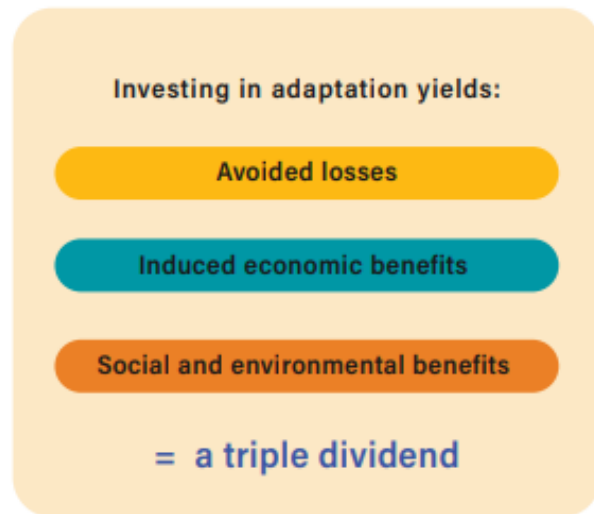 Investing in adaptation yields:
Avoided losses
Induced economic benefits
Social and environmental benefits
= a triple dividend